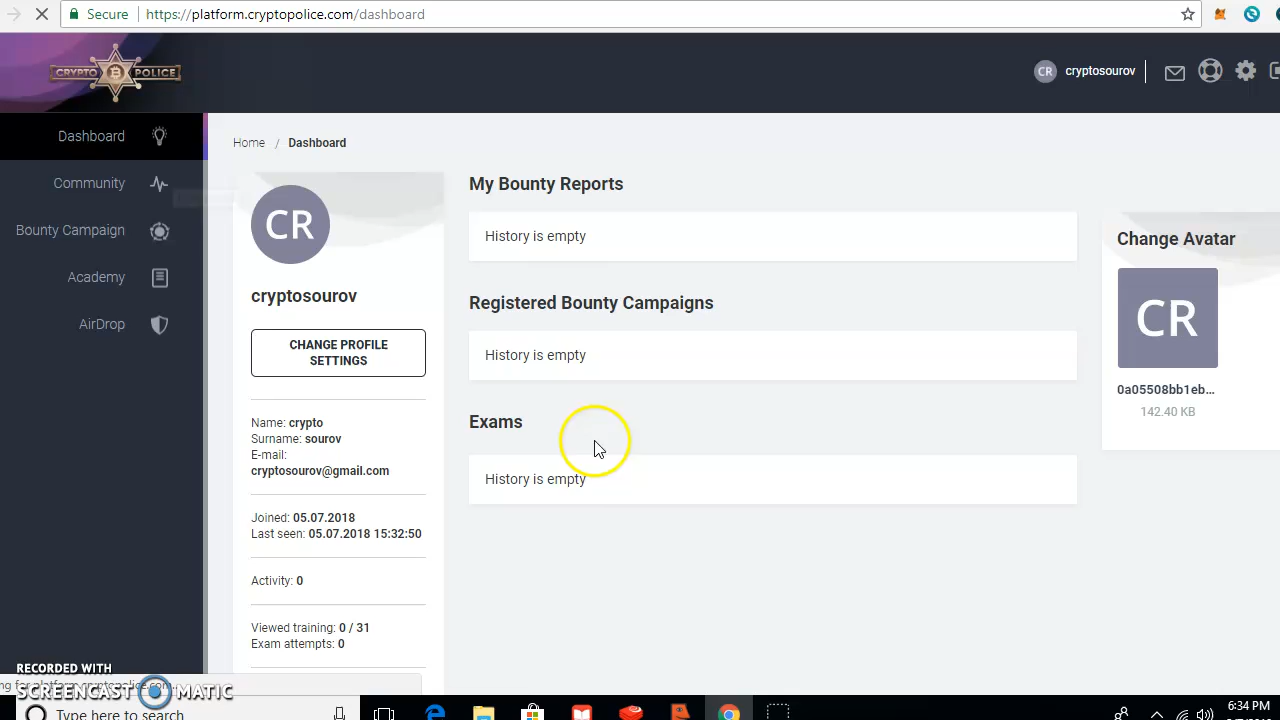 Secure
https://platform.cryptopolice.com/dashboard
CRYPTO B POLICE
CR cryptosourov
Dashboard
Community
Bounty Campaign
Academy
AirDrop
Home / Dashboard
CR
cryptosourov
CHANGE PROFILE
SETTINGS
Name: crypto
Surname: sourov
E-mail:
cryptosourov@gmail.com
Joined: 05.07.2018
Last seen: 05.07.2018 15:32:50
Activity: 0
Viewed training: 0 / 31
Exam attempts: 0
My Bounty Reports
History is empty
Registered Bounty Campaigns
History is empty
Exams
History is empty
Change Avatar
CR
0a05508bb1eb...
142.40 KB
RECORDED WITH
SCREENCAST MATIC
Type here to search
6:34 PM